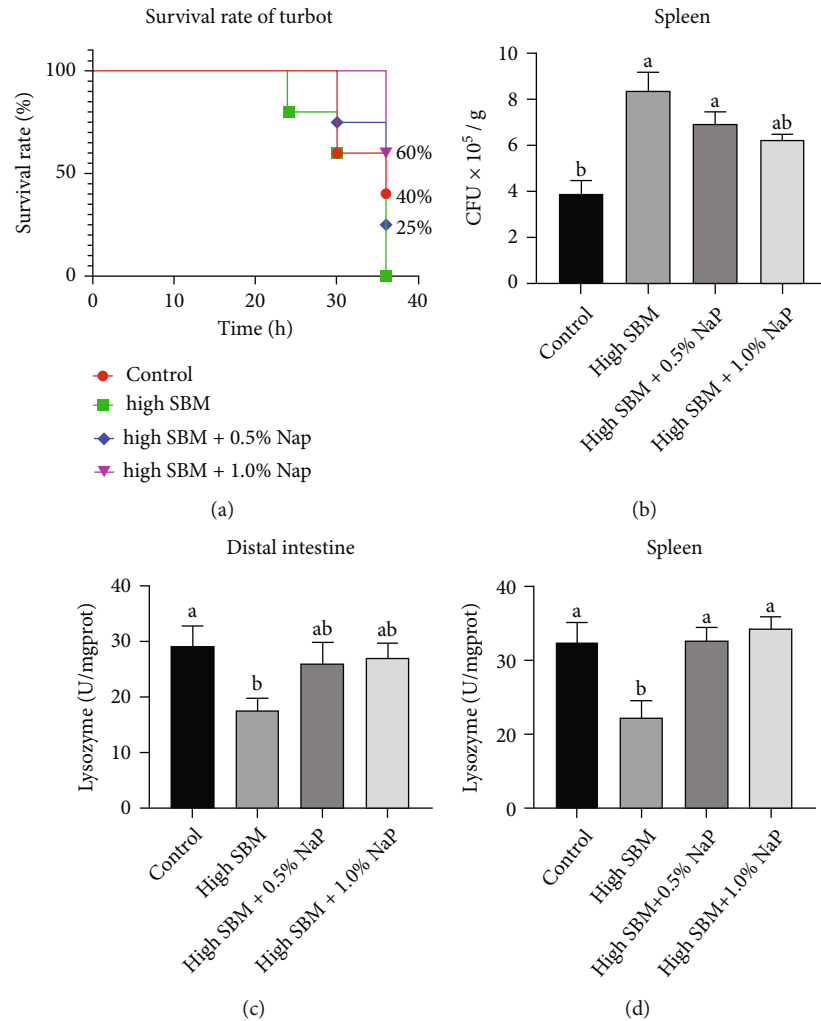 Survival rate of turbot
Survival rate (%)
100
50
0
0 10 20 30 40
60%
40%
25%
Time (h)
Control
high SBM
high SBM + 0.5% Nap
high SBM + 1.0% Nap
(a)
Spleen
CFU × 10⁵ / g
10
8
6
4
2
0
b
a
a
ab
Control
High SBM
High SBM + 0.5% NaP
High SBM + 1.0% NaP
(b)
Distal intestine
Lysozyme (U/mgprot)
40
30
20
10
0
a
b
ab
ab
Control
High SBM
High SBM + 0.5% NaP
High SBM + 1.0% NaP
(c)
Spleen
Lysozyme (U/mgprot)
40
30
20
0
a
b
a
a
Control
High SBM
High SBM+0.5% NaP
High SBM+1.0% NaP
(d)